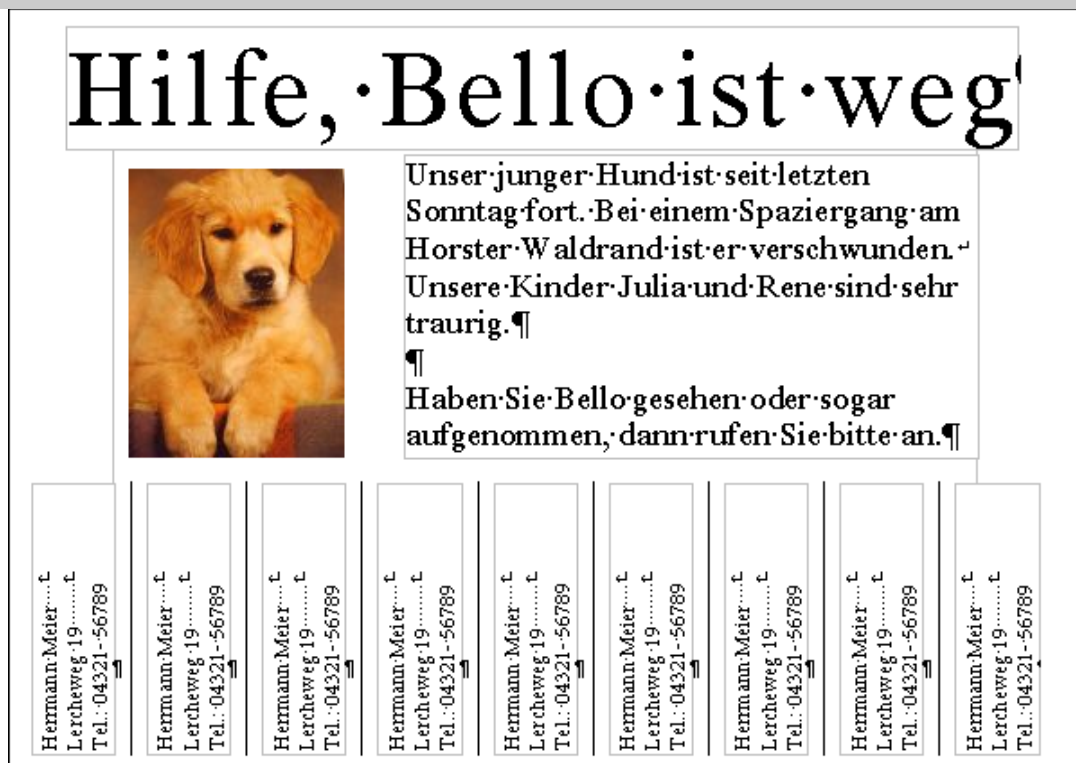 Hilfe, Bello ist weg
Unser junger Hund ist seit letzten
Sonntag fort. Bei einem Spaziergang am
Horster Waldrand ist er verschwunden.
Unsere Kinder Julia und Rene sind sehr
traurig.
Haben Sie Bello gesehen oder sogar
aufgenommen, dann rufen Sie bitte an.
Herrmann Meier
Lercheweg 19
Tel.: 04321-56789
Herrmann Meier
Lercheweg 19
Tel.: 04321-56789
Herrmann Meier
Lercheweg 19
Tel.: 04321-56789
Herrmann Meier
Lercheweg 19
Tel.: 04321-56789
Herrmann Meier
Lercheweg 19
Tel.: 04321-56789
Herrmann Meier
Lercheweg 19
Tel.: 04321-56789
Herrmann Meier
Lercheweg 19
Tel.: 04321-56789
Herrmann Meier
Lercheweg 19
Tel.: 04321-56789
Herrmann Meier
Lercheweg 19
Tel.: 04321-56789